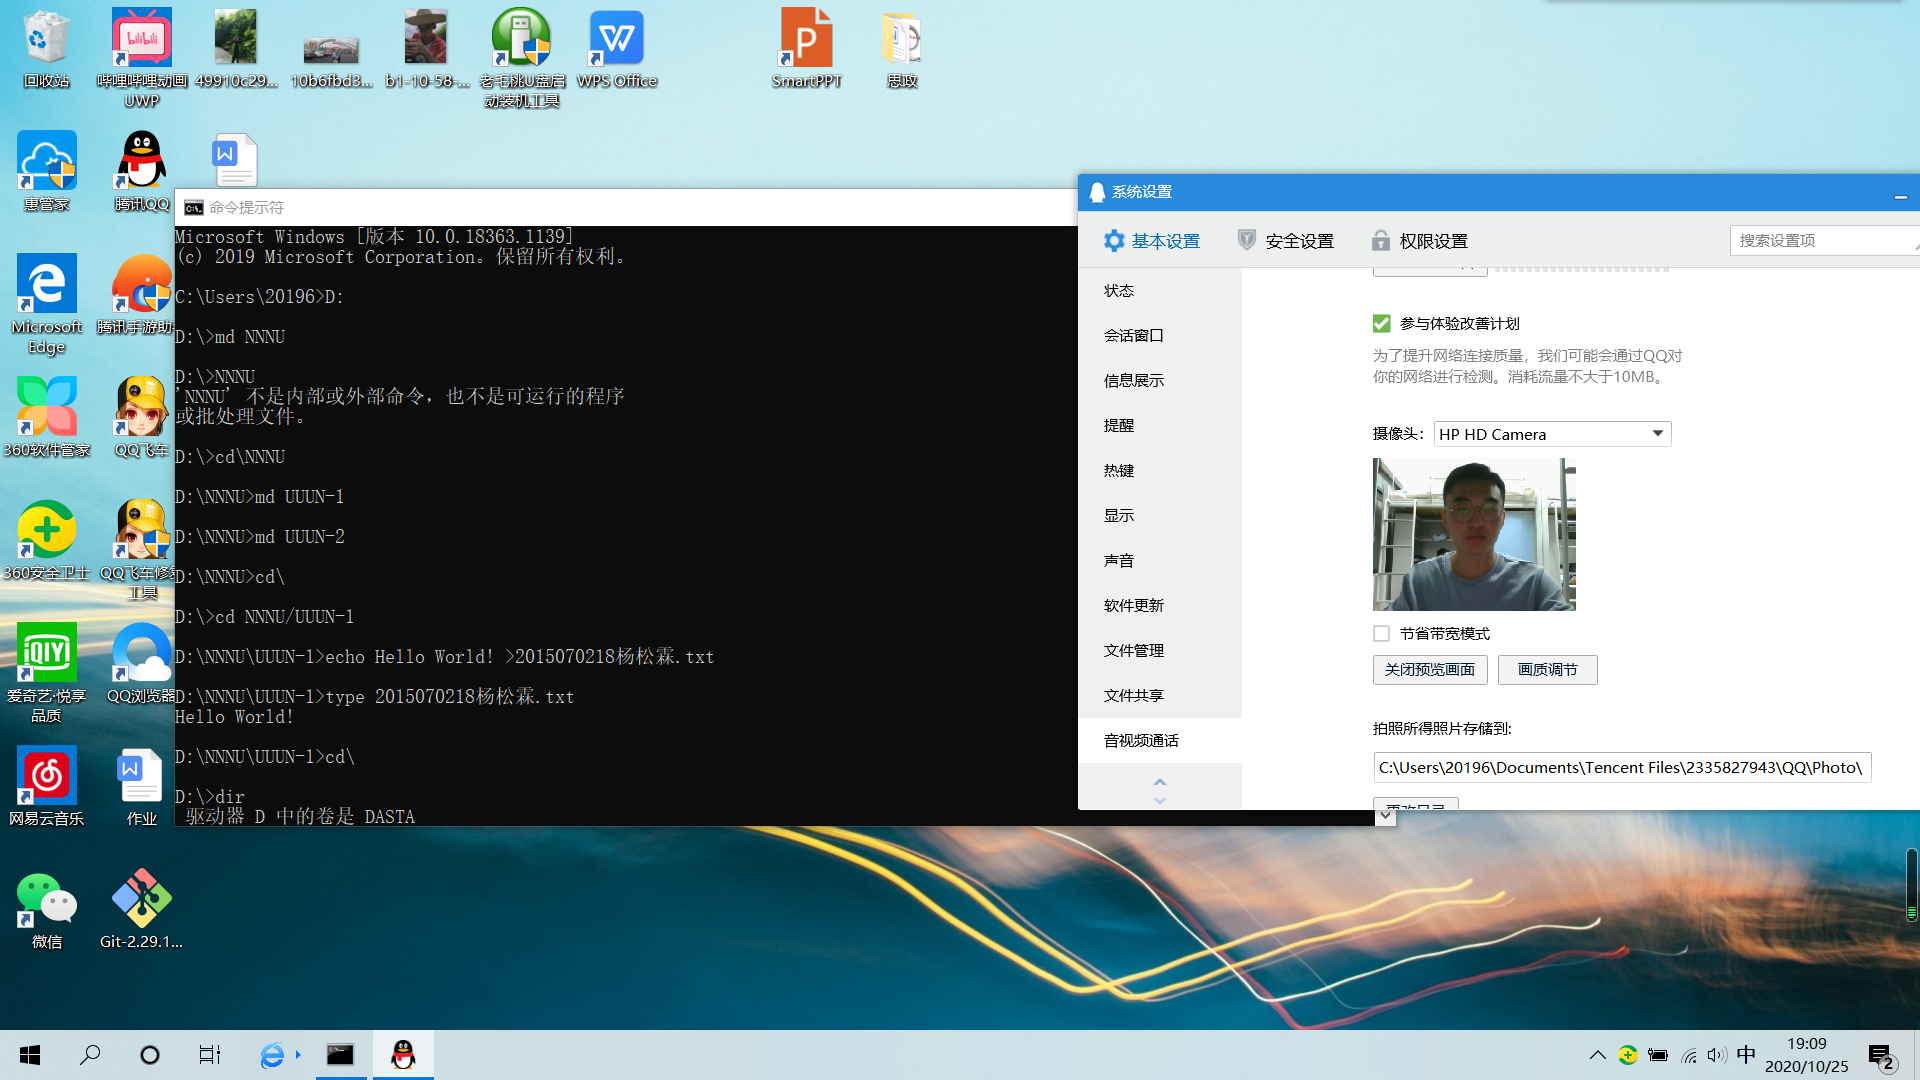 回收站
哔哩哔哩动画
UWP
49910c29...
10b6fbd3...
b1-10-58-...
老毛桃U盘启
动装机工具
WPS Office
SmartPPT
思政
惠管家
腾讯QQ
Microsoft
Edge
腾讯手游助
360软件管家
QQ飞车
360安全卫士
QQ飞车修复
工具
爱奇艺·悦享
品质
QQ浏览器
网易云音乐
作业
微信
Git-2.29.1...
bilibili
iQIYI
命令提示符
Microsoft Windows [版本 10.0.18363.1139]
(c) 2019 Microsoft Corporation。保留所有权利。
C:\Users\20196>D:
D:\>md NNNU
D:\>NNNU
'NNNU' 不是内部或外部命令，也不是可运行的程序
或批处理文件。
D:\>cd\NNNU
D:\NNNU>md UUUN-1
D:\NNNU>md UUUN-2
D:\NNNU>cd\
D:\>cd NNNU/UUUN-1
D:\NNNU\UUUN-1>echo Hello World! >2015070218杨松霖.txt
D:\NNNU\UUUN-1>type 2015070218杨松霖.txt
Hello World!
D:\NNNU\UUUN-1>cd\
D:\>dir
驱动器 D 中的卷是 DASTA
系统设置
基本设置
安全设置
权限设置
搜索设置项
状态
会话窗口
信息展示
提醒
热键
显示
声音
软件更新
文件管理
文件共享
音视频通话
参与体验改善计划
为了提升网络连接质量，我们可能会通过QQ对
你的网络进行检测。消耗流量不大于10MB。
摄像头:
HP HD Camera
节省带宽模式
关闭预览画面
画质调节
拍照所得照片存储到:
C:\Users\20196\Documents\Tencent Files\2335827943\QQ\Photo\
更改目录
中
19:09
2020/10/25
2